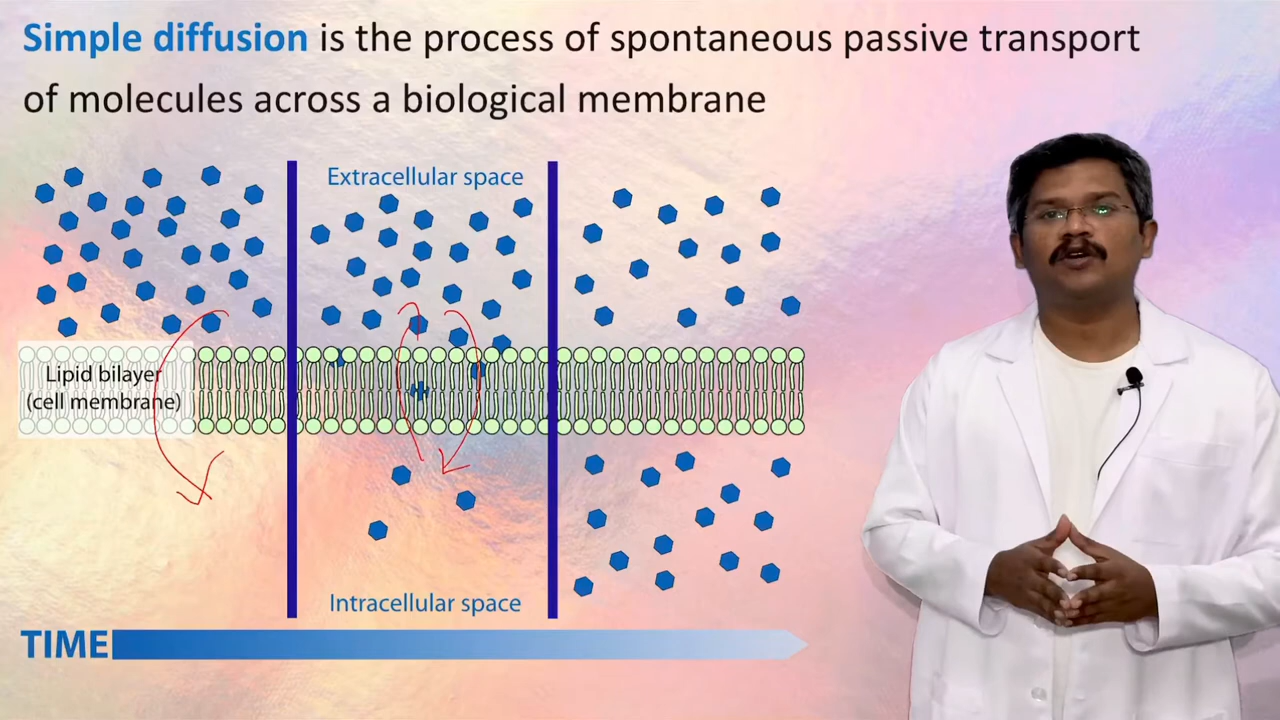 Simple diffusion is the process of spontaneous passive transport
of molecules across a biological membrane
Extracellular space
Lipid bilayer
(cell membrane)
Intracellular space
TIME